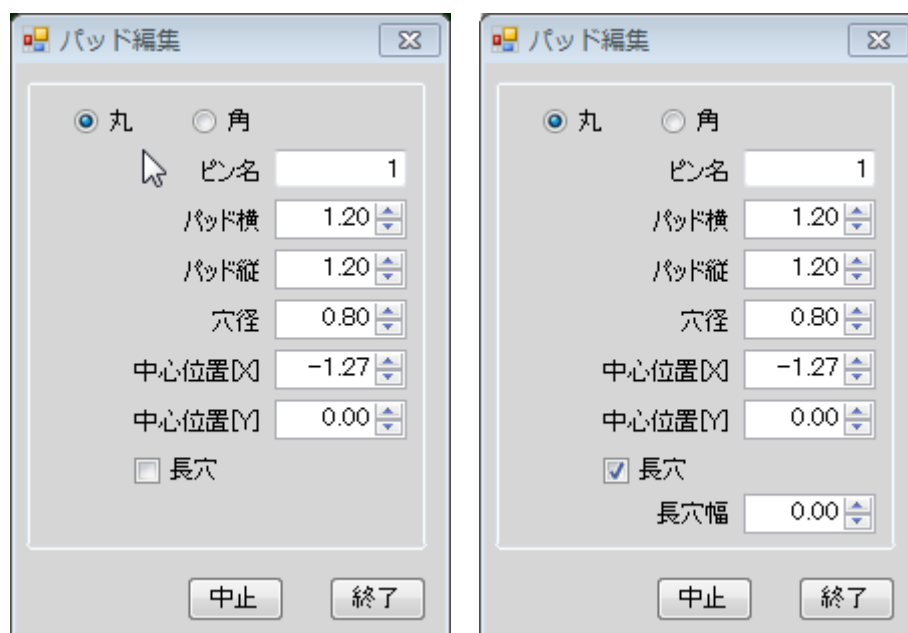 パッド編集
丸 角
ピン名 1
パッド横 1.20
パッド縦 1.20
穴径 0.80
中心位置[X] -1.27
中心位置[Y] 0.00
長穴
中止 終了
パッド編集
丸 角
ピン名 1
パッド横 1.20
パッド縦 1.20
穴径 0.80
中心位置[X] -1.27
中心位置[Y] 0.00
長穴
長穴幅 0.00
中止 終了